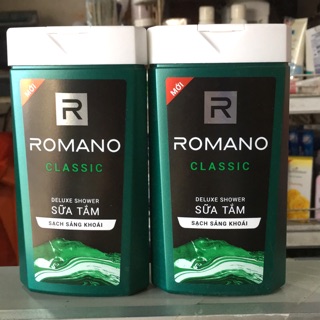 MỚI
R
ROMANO
CLASSIC
DELUXE SHOWER
SỮA TẮM
SẠCH SẢNG KHOÁI
MỚI
R
ROMANO
CLASSIC
DELUXE SHOWER
SỮA TẮM
SẠCH SẢNG KHOÁI